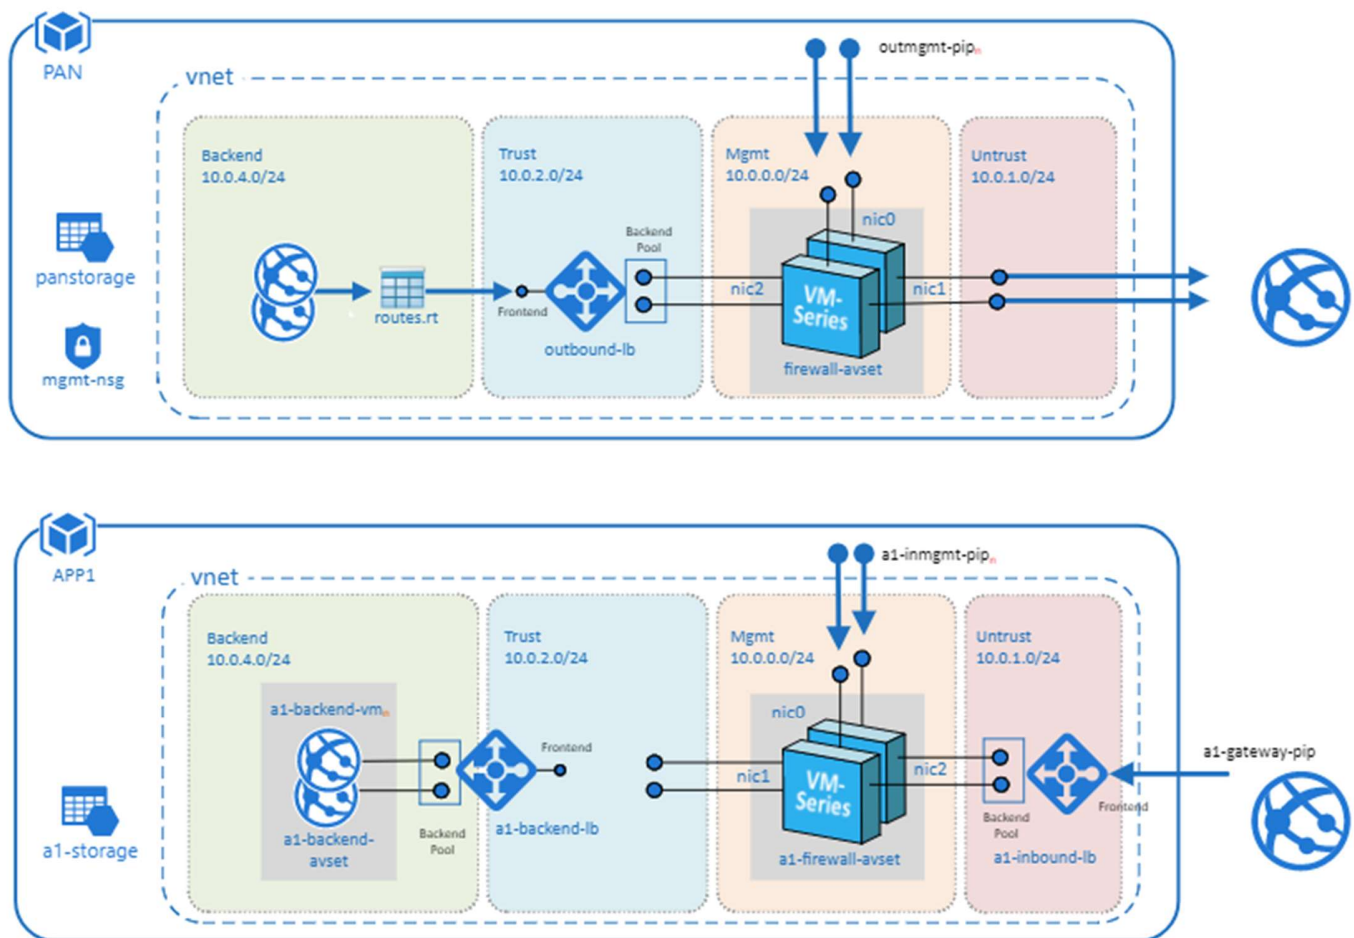 outmgmt-pipn
PAN
vnet
Backend
10.0.4.0/24
Trust
10.0.2.0/24
Mgmt
10.0.0.0/24
Untrust
10.0.1.0/24
nic0
Backend
Pool
panstorage
nic2
VM-
Series
nic1
routes.rt
Frontend
outbound-lb
firewall-avset
mgmt-nsg
a1-inmgmt-pipn
APP1
vnet
Backend
10.0.4.0/24
Trust
10.0.2.0/24
Mgmt
10.0.0.0/24
Untrust
10.0.1.0/24
a1-backend-vmn
nic0
Frontend
a1-gateway-pip
nic1
VM-
Series
nic2
Frontend
Backend
Pool
a1-backend-lb
Backend
Pool
a1-backend-
avset
a1-storage
a1-firewall-avset
a1-inbound-lb